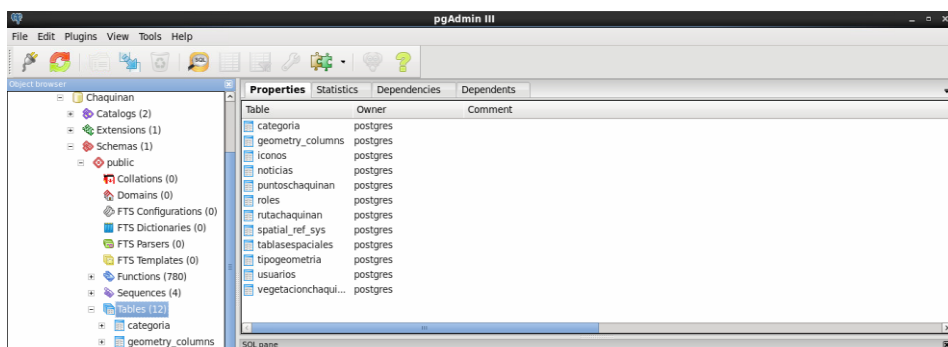 pgAdmin III
File Edit Plugins View Tools Help
SQL
Object browser
Chaquinan
Catalogs (2)
Extensions (1)
Schemas (1)
public
Collations (0)
Domains (0)
FTS Configurations (0)
FTS Dictionaries (0)
FTS Parsers (0)
FTS Templates (0)
Functions (780)
Sequences (4)
Tables (12)
categoria
geometry_columns
Properties Statistics Dependencies Dependents
Table Owner Comment
categoria postgres
geometry_columns postgres
iconos postgres
noticias postgres
puntoschaquinan postgres
roles postgres
rutachaquinan postgres
spatial_ref_sys postgres
tablasespaciales postgres
tipogeometria postgres
usuarios postgres
vegetacionchaqui... postgres
SQL pane